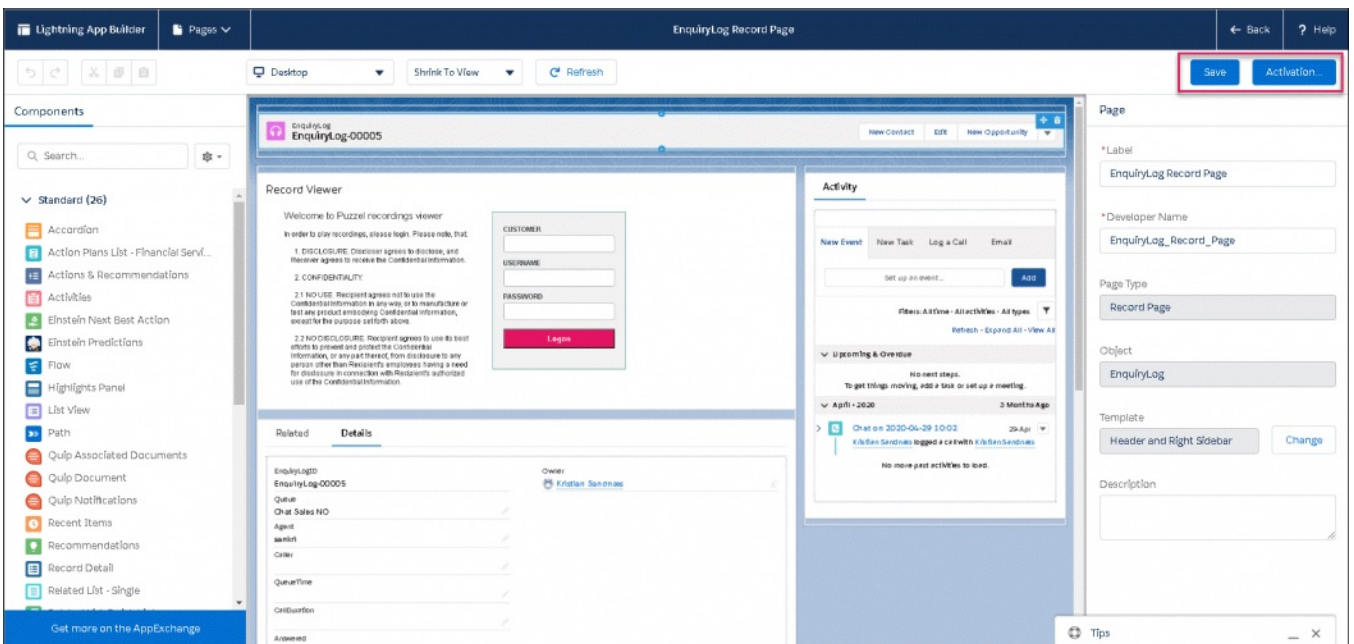 Lightning App Builder
Pages
EnquiryLog Record Page
Back
? Help
Desktop
Shrink To View
Refresh
Save
Activation...
Components
Search...
Standard (26)
Accordion
Action Plans List - Financial Servi...
Actions & Recommendations
Activities
Einstein Next Best Action
Einstein Predictions
Flow
Highlights Panel
List View
Path
Quip Associated Documents
Quip Document
Quip Notifications
Recent Items
Recommendations
Record Detail
Related List - Single
Get more on the AppExchange
EnquiryLog
EnquiryLog-00005
New Contact
Edit
New Opportunity
Record Viewer
Welcome to Puzzel recordings viewer
In order to play recordings, please login. Please note, that:
1. DISCLOSURE. Discloser agrees to disclose, and
Receiver agrees to receive the Confidential Information.
2. CONFIDENTIALITY.
2.1 NO USE. Recipient agrees not to use the
Confidential Information in any way, or to manufacture or
test any product embodying Confidential Information,
except for the purpose set forth above.
2.2 NO DISCLOSURE. Recipient agrees to use its best
efforts to prevent and protect the Confidential
Information, or any part thereof, from disclosure to any
person other than Recipient's employees having a need
for disclosure in connection with Recipient's authorized
use of the Confidential Information.
CUSTOMER
USERNAME
PASSWORD
Logon
Related
Details
EnquiryLogID
EnquiryLog-00005
Queue
Chat Sales NO
Agent
sankri
Caller
QueueTime
CallDuration
Answered
Owner
Kristian Sandnæs
Activity
New Event
New Task
Log a Call
Email
Set up an event...
Add
Filters: All time • All activities • All types
Refresh • Expand All • View All
Upcoming & Overdue
No next steps.
To get things moving, add a task or set up a meeting.
April • 2020
3 Months Ago
Chat on 2020-04-29 10:02
29-Apr
Kristian Sandnæs logged a call with Kristian Sandnæs
No more past activities to load.
Page
*Label
EnquiryLog Record Page
*Developer Name
EnquiryLog_Record_Page
Page Type
Record Page
Object
EnquiryLog
Template
Header and Right Sidebar
Change
Description
Tips